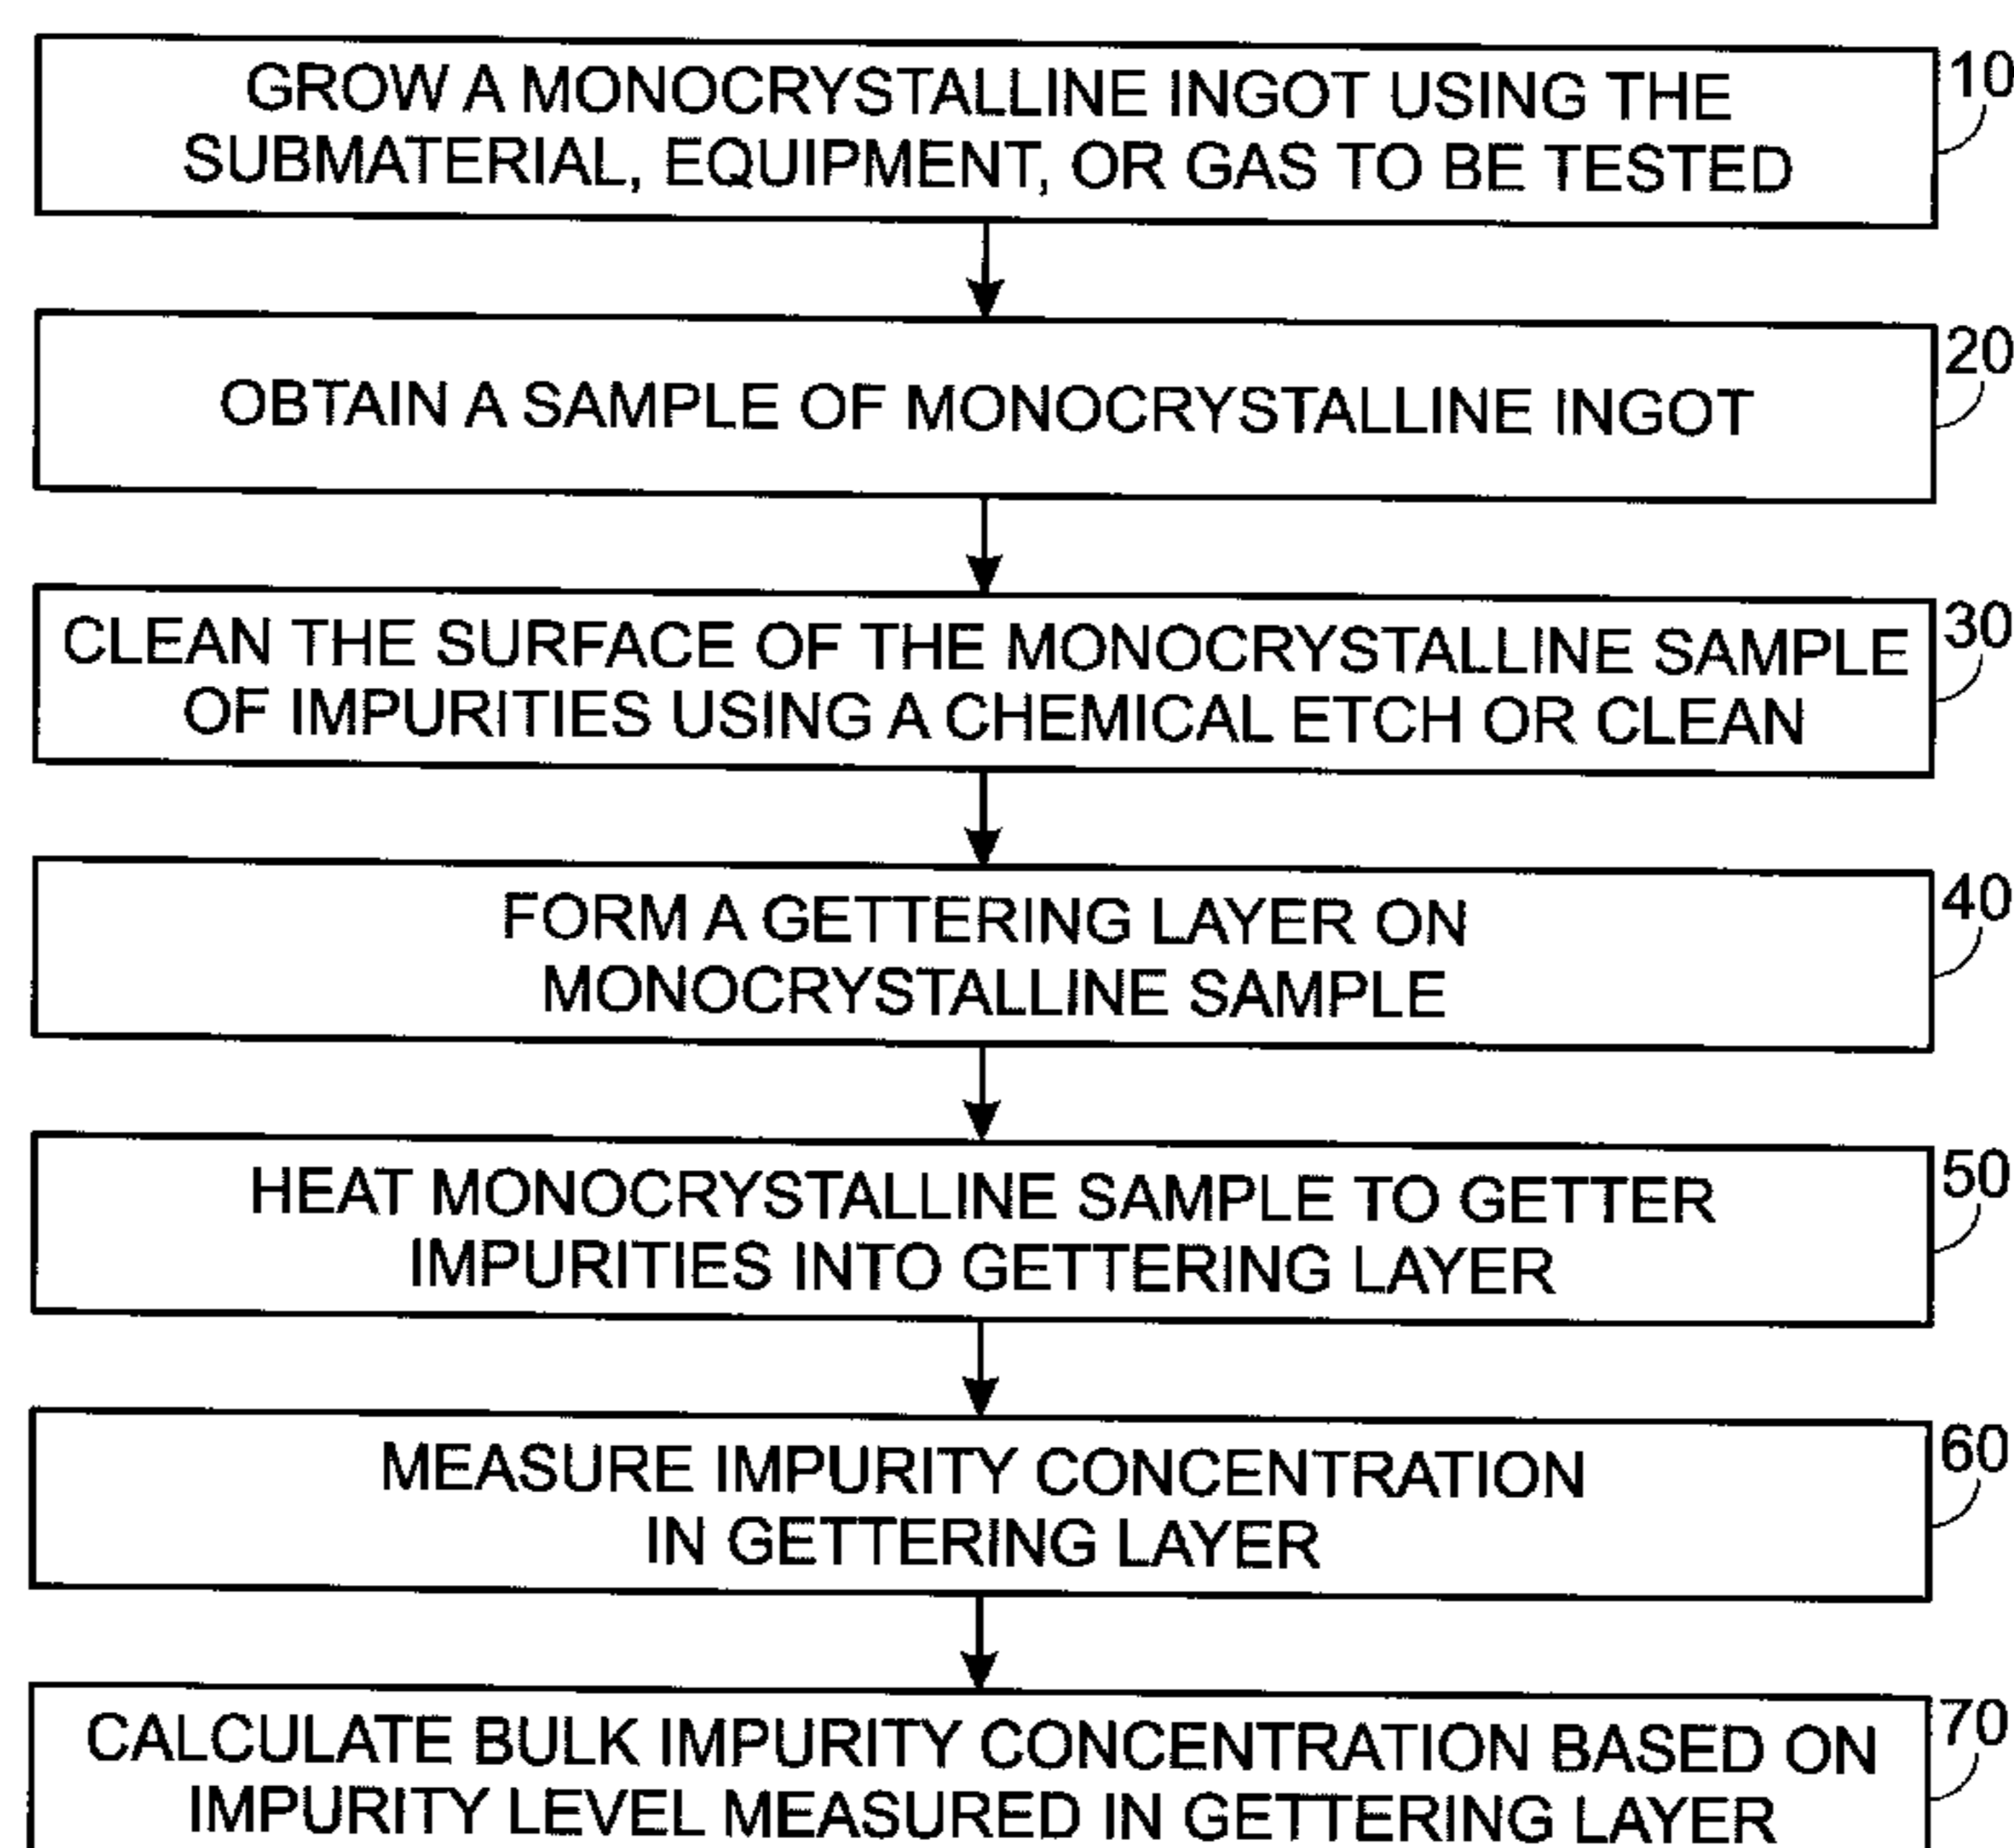 GROW A MONOCRYSTALLINE INGOT USING THE
SUBMATERIAL, EQUIPMENT, OR GAS TO BE TESTED
10
OBTAIN A SAMPLE OF MONOCRYSTALLINE INGOT
20
CLEAN THE SURFACE OF THE MONOCRYSTALLINE SAMPLE
OF IMPURITIES USING A CHEMICAL ETCH OR CLEAN
30
FORM A GETTERING LAYER ON
MONOCRYSTALLINE SAMPLE
40
HEAT MONOCRYSTALLINE SAMPLE TO GETTER
IMPURITIES INTO GETTERING LAYER
50
MEASURE IMPURITY CONCENTRATION
IN GETTERING LAYER
60
CALCULATE BULK IMPURITY CONCENTRATION BASED ON
IMPURITY LEVEL MEASURED IN GETTERING LAYER
70